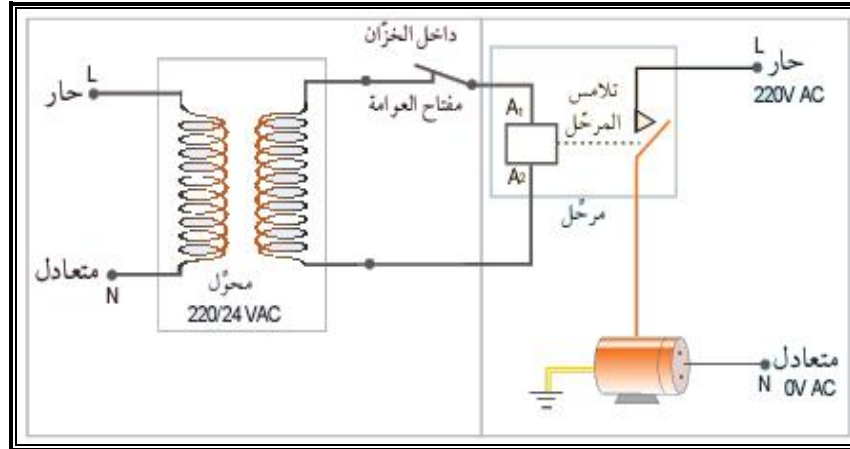 داخل الخزّان
مفتاح العوامة
L
حار
متعادل
N
محوّل
220/24 VAC
تلامس
المرحّل
A1
A2
مرحّل
L
حار
220V AC
متعادل
N 0V AC